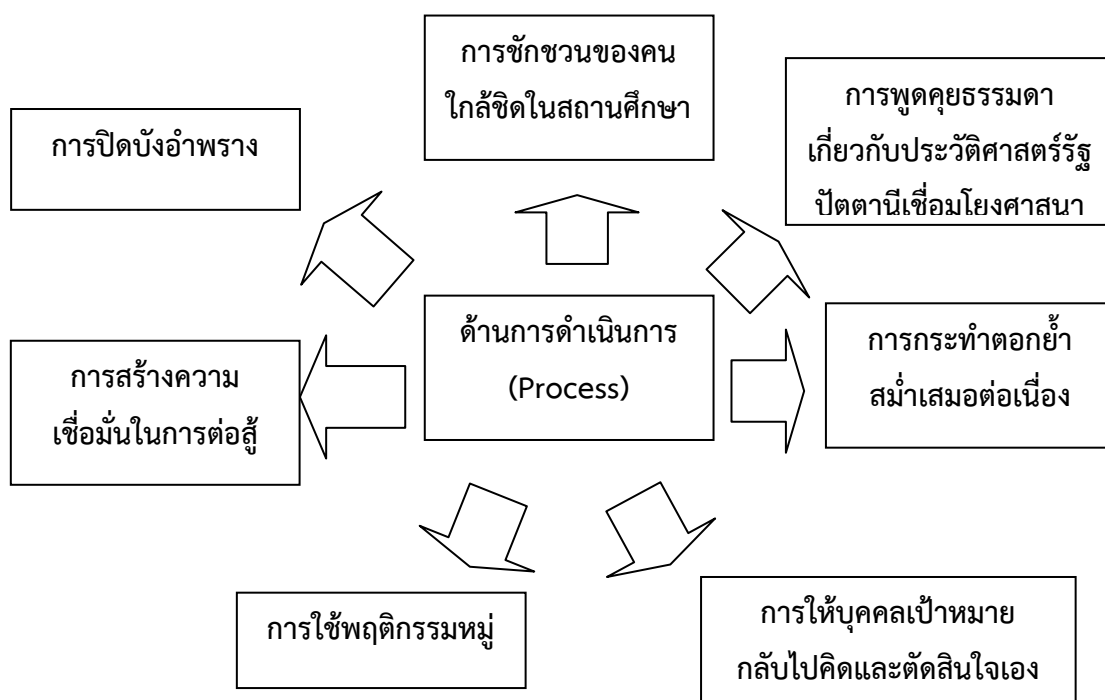 การชักชวนของคน
ใกล้ชิดในสถานศึกษา
การพูดคุยธรรมดา
เกี่ยวกับประวัติศาสตร์รัฐ
ปัตตานีเชื่อมโยงศาสนา
การปิดบังอำพราง
ด้านการดำเนินการ
(Process)
การกระทำตอกย้ำ
สม่ำเสมอต่อเนื่อง
การสร้างความ
เชื่อมั่นในการต่อสู้
การใช้พฤติกรรมหมู่
การให้บุคคลเป้าหมาย
กลับไปคิดและตัดสินใจเอง